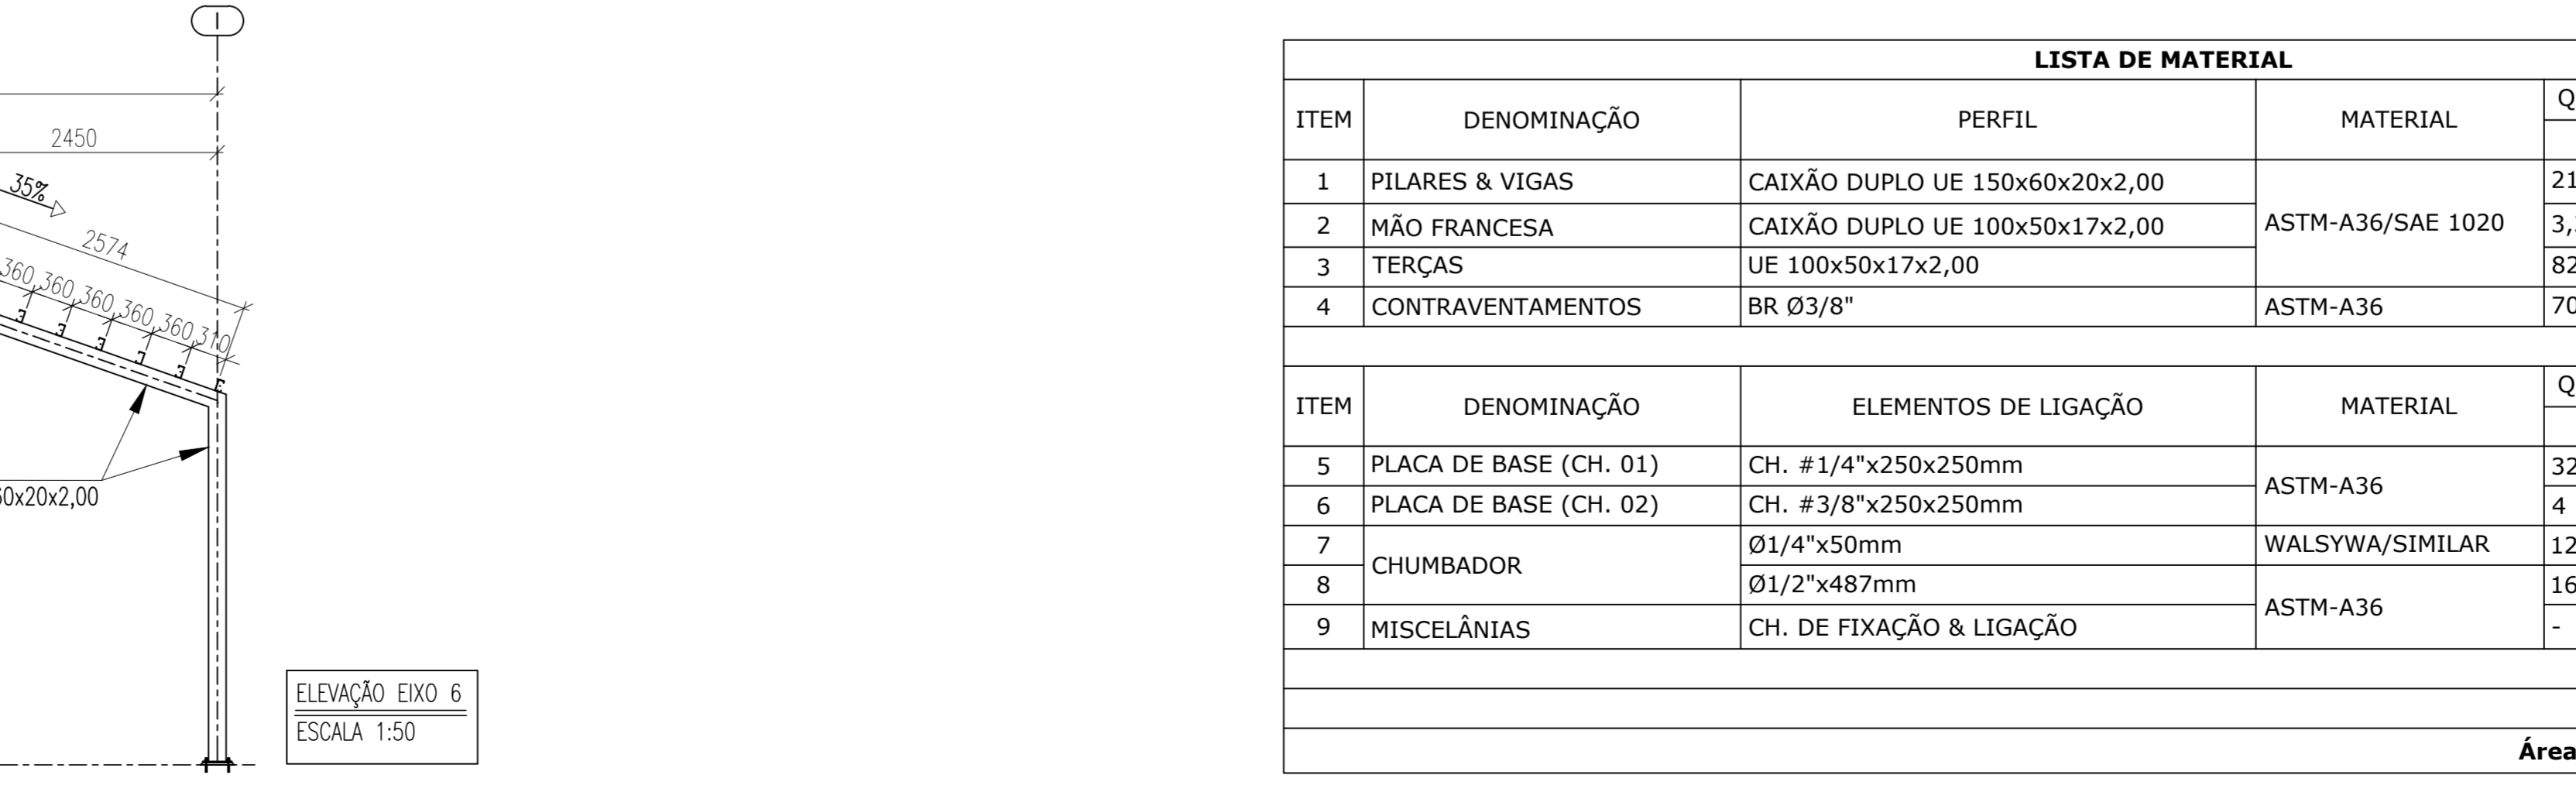 2450
35%
2574
360
360
360
360
360
310
60x20x2,00
ELEVAÇÃO EIXO 6
ESCALA 1:50
LISTA DE MATERIAL
ITEM DENOMINAÇÃO PERFIL MATERIAL Q
1 PILARES & VIGAS CAIXÃO DUPLO UE 150x60x20x2,00 21
2 MÃO FRANCESA CAIXÃO DUPLO UE 100x50x17x2,00 ASTM-A36/SAE 1020 3,
3 TERÇAS UE 100x50x17x2,00 82
4 CONTRAVENTAMENTOS BR Ø3/8" ASTM-A36 70
ITEM DENOMINAÇÃO ELEMENTOS DE LIGAÇÃO MATERIAL Q
5 PLACA DE BASE (CH. 01) CH. #1/4"x250x250mm ASTM-A36 32
6 PLACA DE BASE (CH. 02) CH. #3/8"x250x250mm 4
7 CHUMBADOR Ø1/4"x50mm WALSYWA/SIMILAR 12
8 Ø1/2"x487mm ASTM-A36 16
9 MISCELÂNIAS CH. DE FIXAÇÃO & LIGAÇÃO -
Área